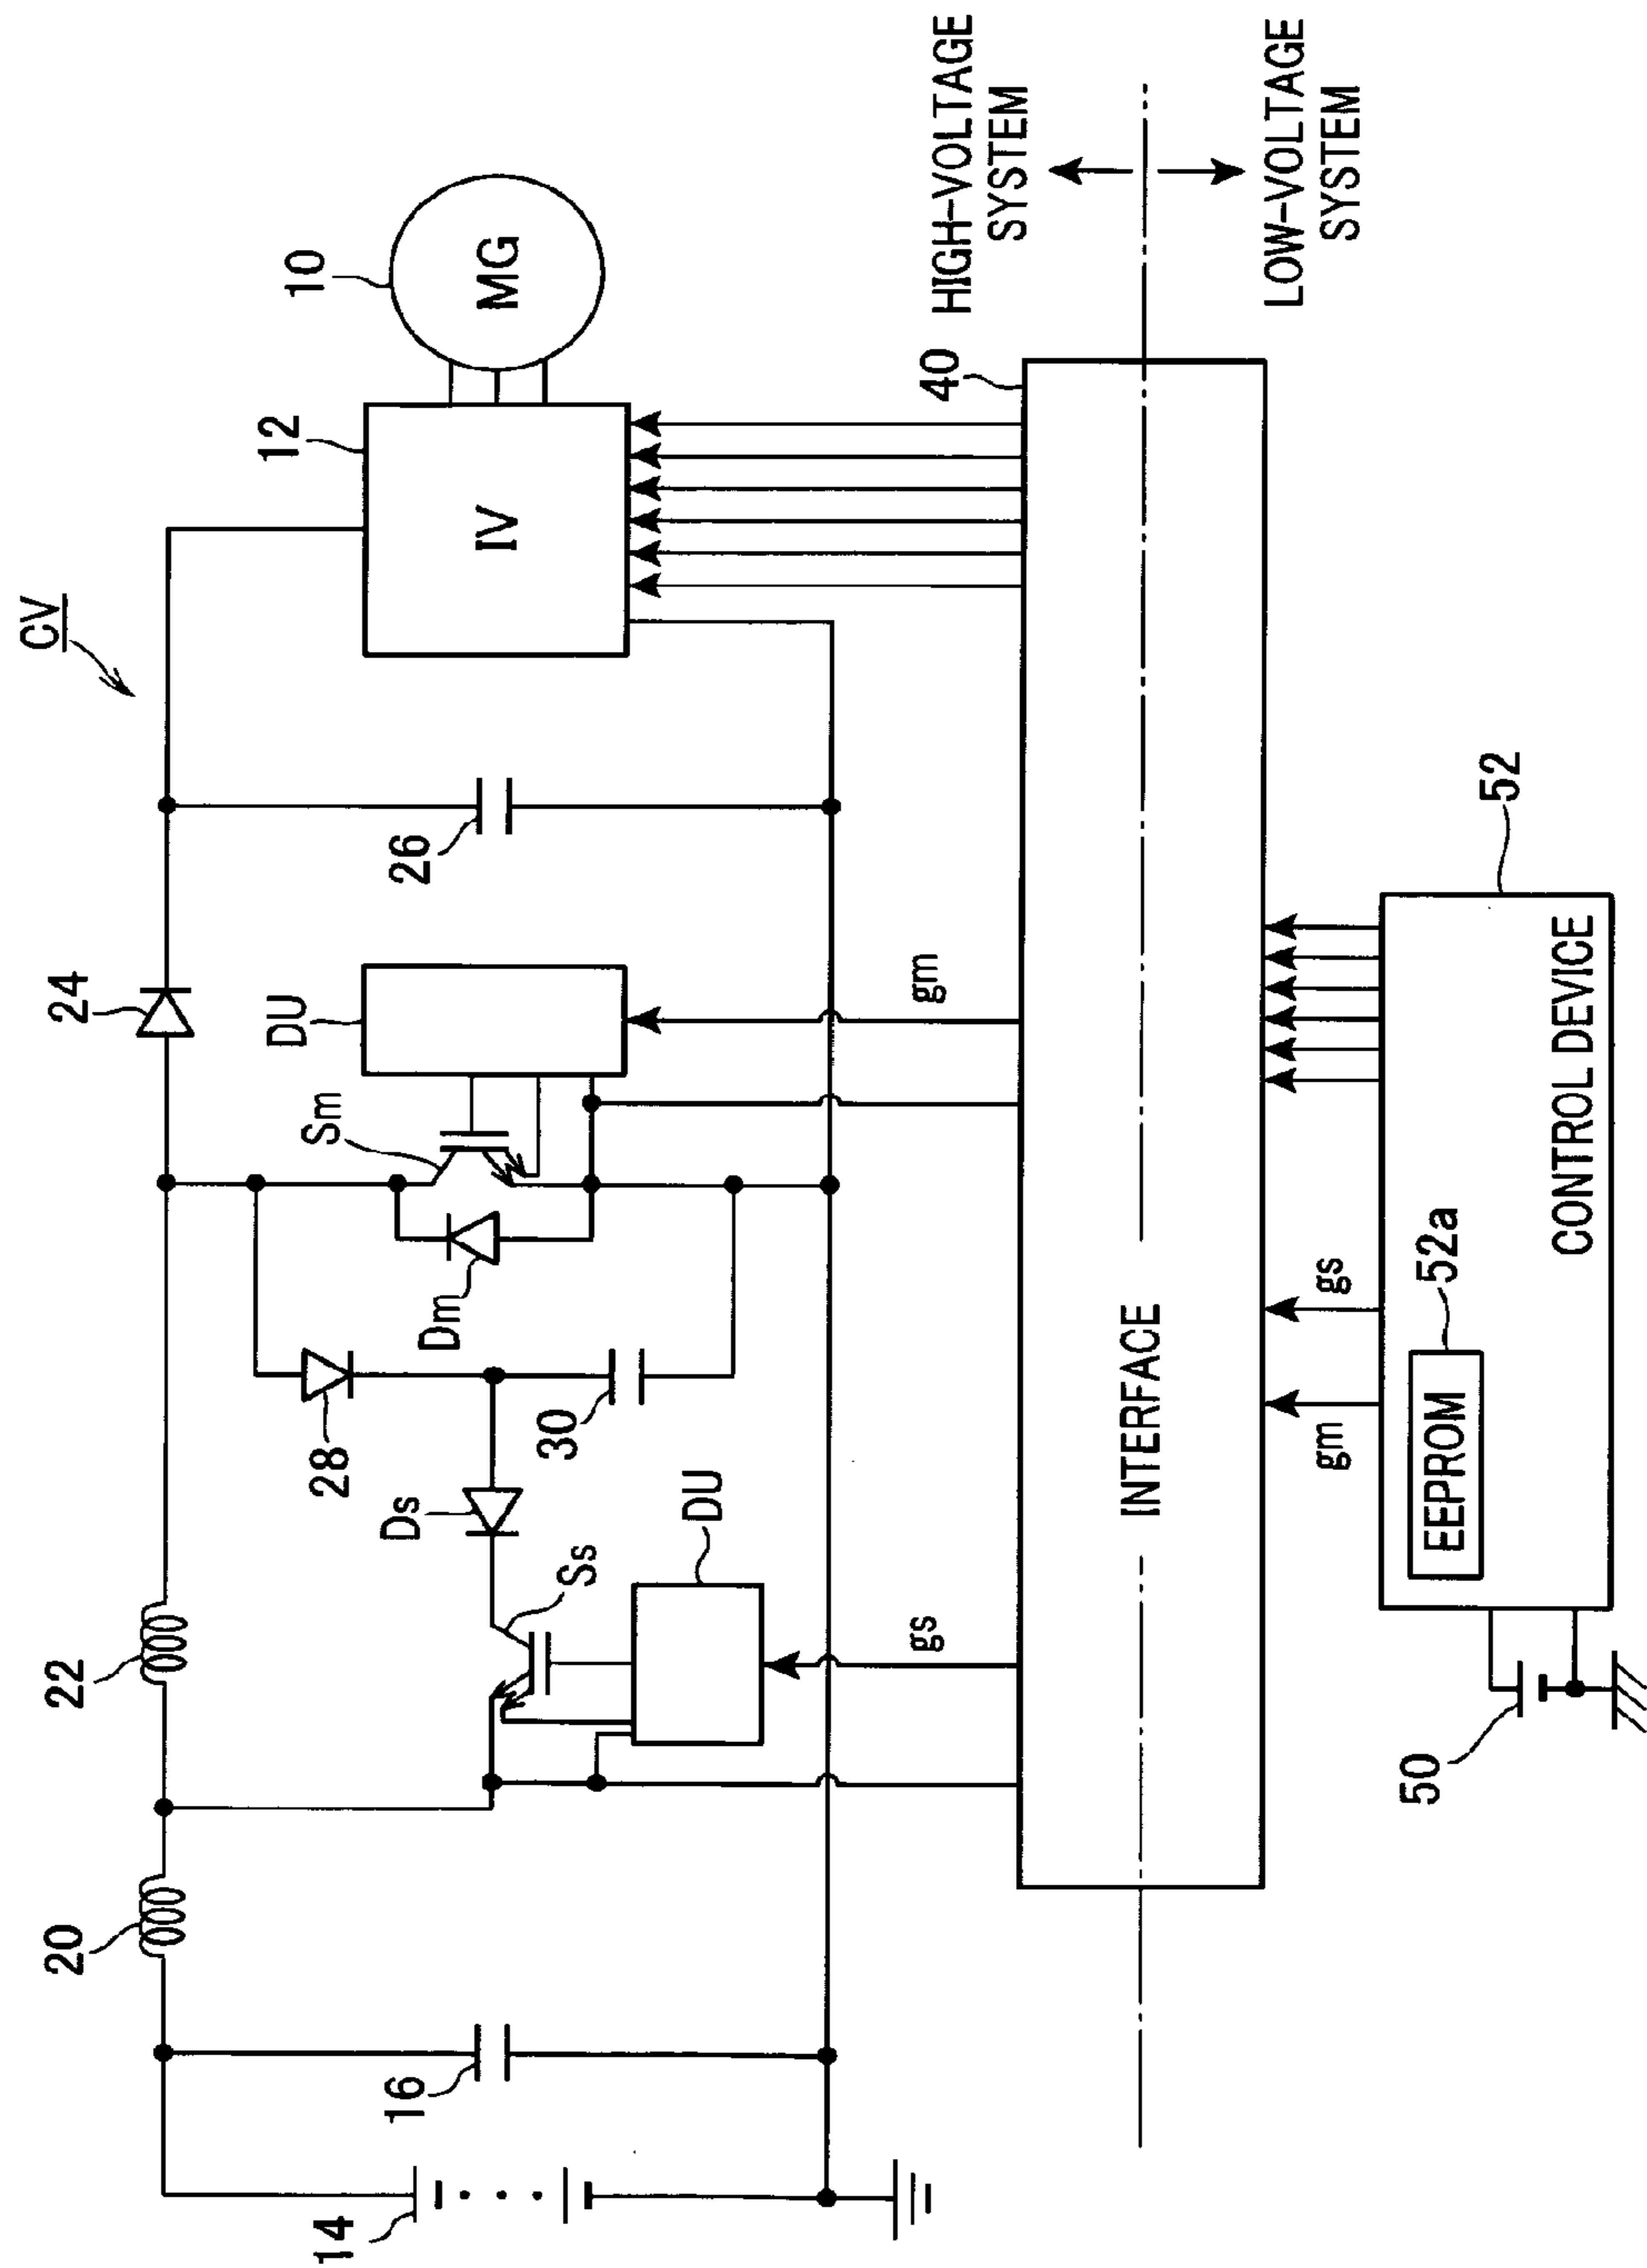 CV
24
22
20
12
10
DU
Sm
IV
MG
28
Dm
26
Ds
16
14
30
Ss
DU
gs
gm
40
HIGH-VOLTAGE
SYSTEM
INTERFACE
LOW-VOLTAGE
SYSTEM
gm
gs
50
EEPROM
52a
52
CONTROL DEVICE